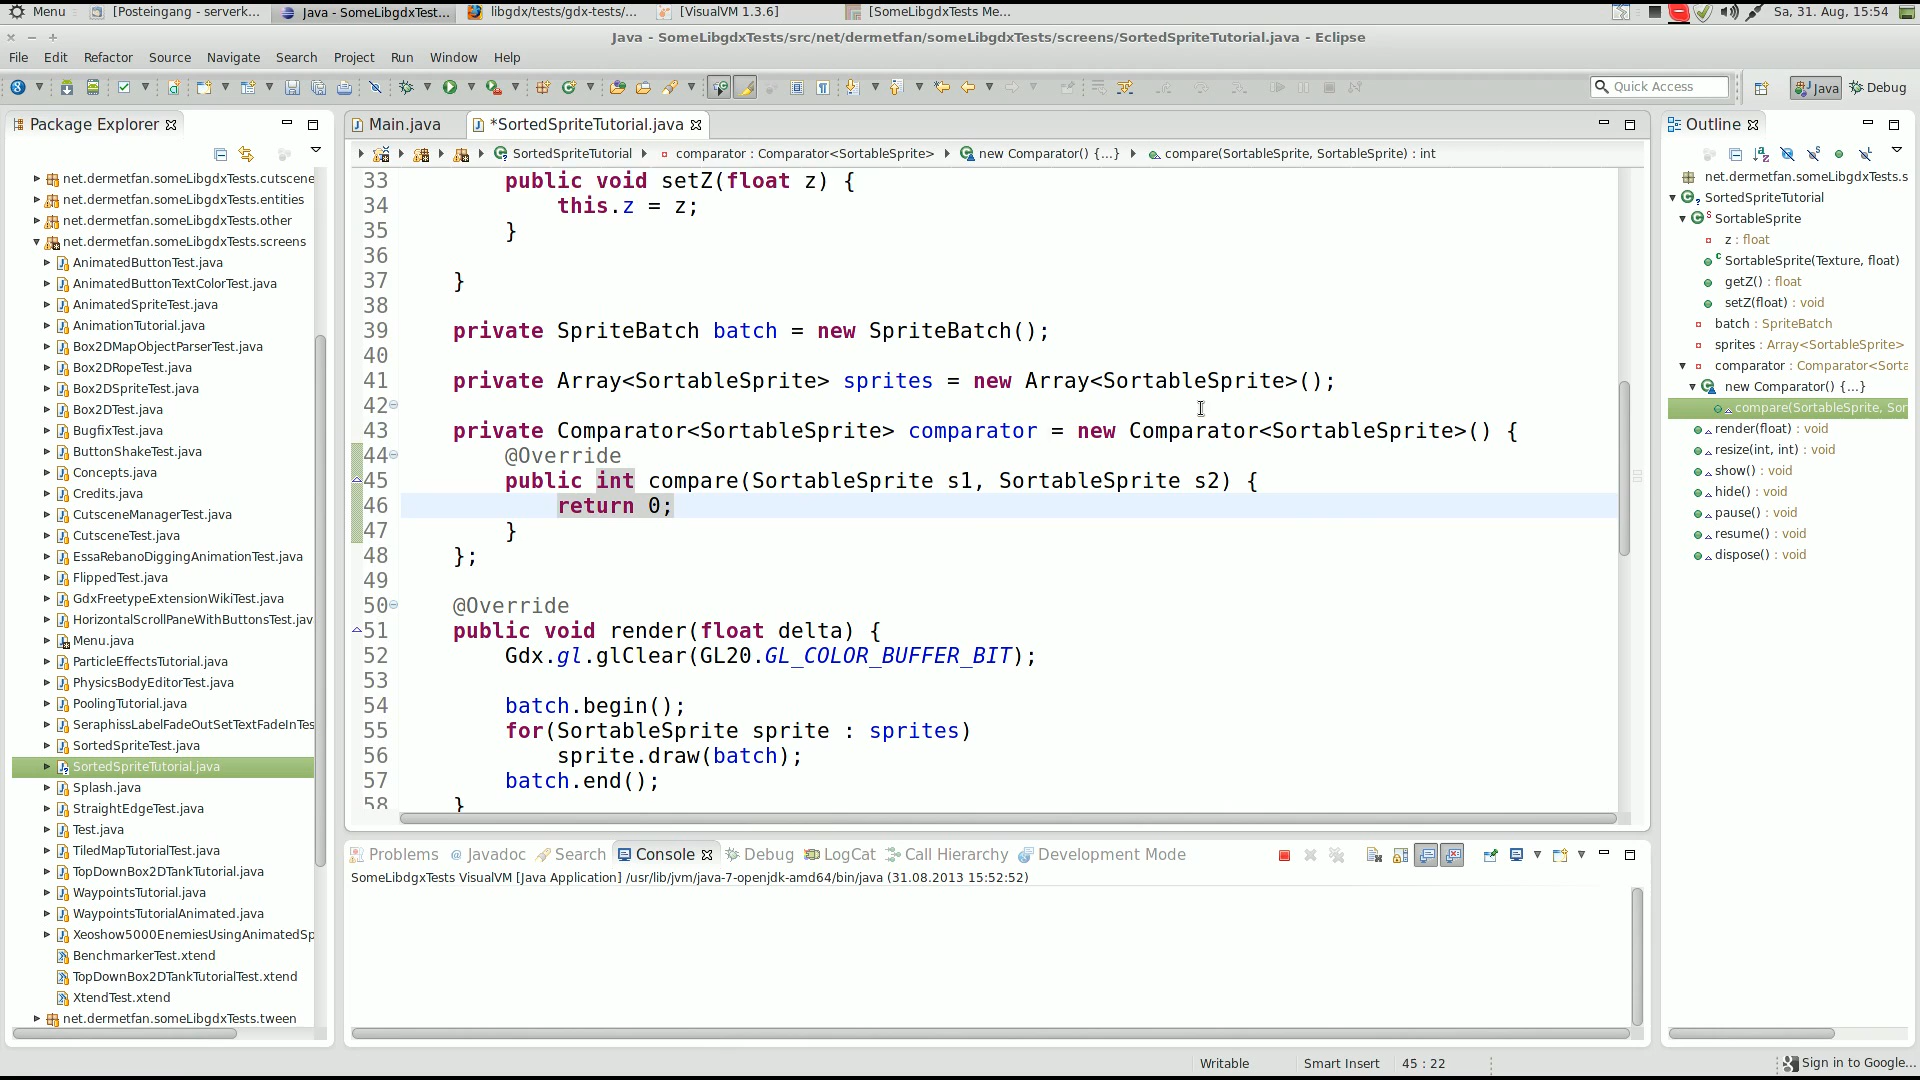 Menu
[Posteingang - serverk...
Java - SomeLibgdxTest...
libgdx/tests/gdx-tests/...
[VisualVM 1.3.6]
[SomeLibgdxTests Me...
Sa, 31. Aug, 15:54
Java - SomeLibgdxTests/src/net/dermetfan/someLibgdxTests/screens/SortedSpriteTutorial.java - Eclipse
File Edit Refactor Source Navigate Search Project Run Window Help
Quick Access
Java
Debug
Package Explorer
net.dermetfan.someLibgdxTests.cutscene
net.dermetfan.someLibgdxTests.entities
net.dermetfan.someLibgdxTests.other
net.dermetfan.someLibgdxTests.screens
AnimatedButtonTest.java
AnimatedButtonTextColorTest.java
AnimatedSpriteTest.java
AnimationTutorial.java
Box2DMapObjectParserTest.java
Box2DRopeTest.java
Box2DSpriteTest.java
Box2DTest.java
BugfixTest.java
ButtonShakeTest.java
Concepts.java
Credits.java
CutsceneManagerTest.java
CutsceneTest.java
EssaRebanoDiggingAnimationTest.java
FlippedTest.java
GdxFreetypeExtensionWikiTest.java
HorizontalScrollPaneWithButtonsTest.jav
Menu.java
ParticleEffectsTutorial.java
PhysicsBodyEditorTest.java
PoolingTutorial.java
SeraphissLabelFadeOutSetTextFadeInTes
SortedSpriteTest.java
SortedSpriteTutorial.java
Splash.java
StraightEdgeTest.java
Test.java
TiledMapTutorialTest.java
TopDownBox2DTankTutorial.java
WaypointsTutorial.java
WaypointsTutorialAnimated.java
Xeoshow5000EnemiesUsingAnimatedSp
BenchmarkerTest.xtend
TopDownBox2DTankTutorialTest.xtend
XtendTest.xtend
net.dermetfan.someLibgdxTests.tween
Main.java
*SortedSpriteTutorial.java
SortedSpriteTutorial
comparator : Comparator<SortableSprite>
new Comparator() {...}
compare(SortableSprite, SortableSprite) : int
33 public void setZ(float z) {
34 this.z = z;
35 }
36
37 }
38
39 private SpriteBatch batch = new SpriteBatch();
40
41 private Array<SortableSprite> sprites = new Array<SortableSprite>();
42
43 private Comparator<SortableSprite> comparator = new Comparator<SortableSprite>() {
44 @Override
45 public int compare(SortableSprite s1, SortableSprite s2) {
46 return 0;
47 }
48 };
49
50 @Override
51 public void render(float delta) {
52 Gdx.gl.glClear(GL20.GL_COLOR_BUFFER_BIT);
53
54 batch.begin();
55 for(SortableSprite sprite : sprites)
56 sprite.draw(batch);
57 batch.end();
58 }
Problems
@ Javadoc
Search
Console
Debug
LogCat
Call Hierarchy
Development Mode
SomeLibdgxTests VisualVM [Java Application] /usr/lib/jvm/java-7-openjdk-amd64/bin/java (31.08.2013 15:52:52)
Outline
net.dermetfan.someLibgdxTests.s
SortedSpriteTutorial
SortableSprite
z : float
SortableSprite(Texture, float)
getZ() : float
setZ(float) : void
batch : SpriteBatch
sprites : Array<SortableSprite>
comparator : Comparator<Sorta
new Comparator() {...}
compare(SortableSprite, Sor
render(float) : void
resize(int, int) : void
show() : void
hide() : void
pause() : void
resume() : void
dispose() : void
Writable
Smart Insert
45 : 22
Sign in to Google...